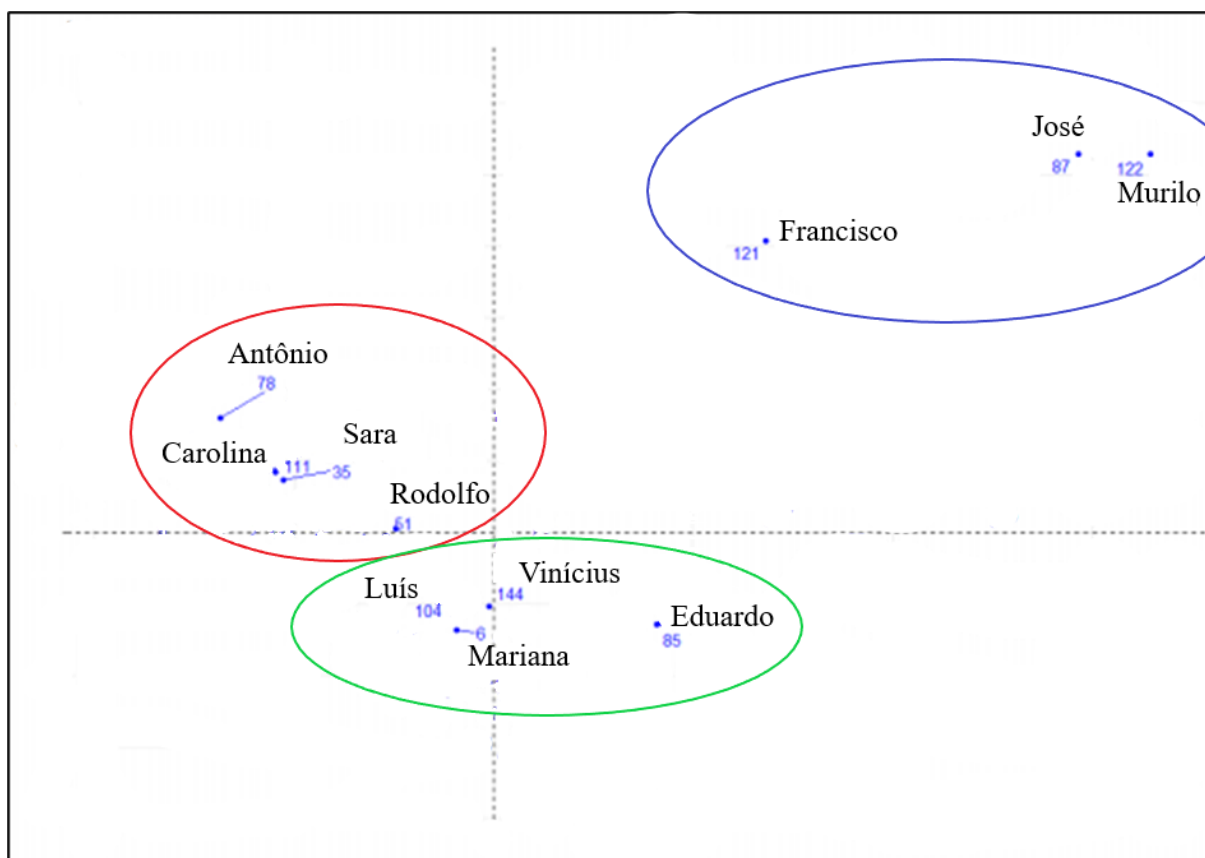 José
87
122
Murilo
Francisco
121
Antônio
78
Sara
Carolina
111
35
Rodolfo
51
Vinícius
Luís
144
104
Eduardo
6
85
Mariana